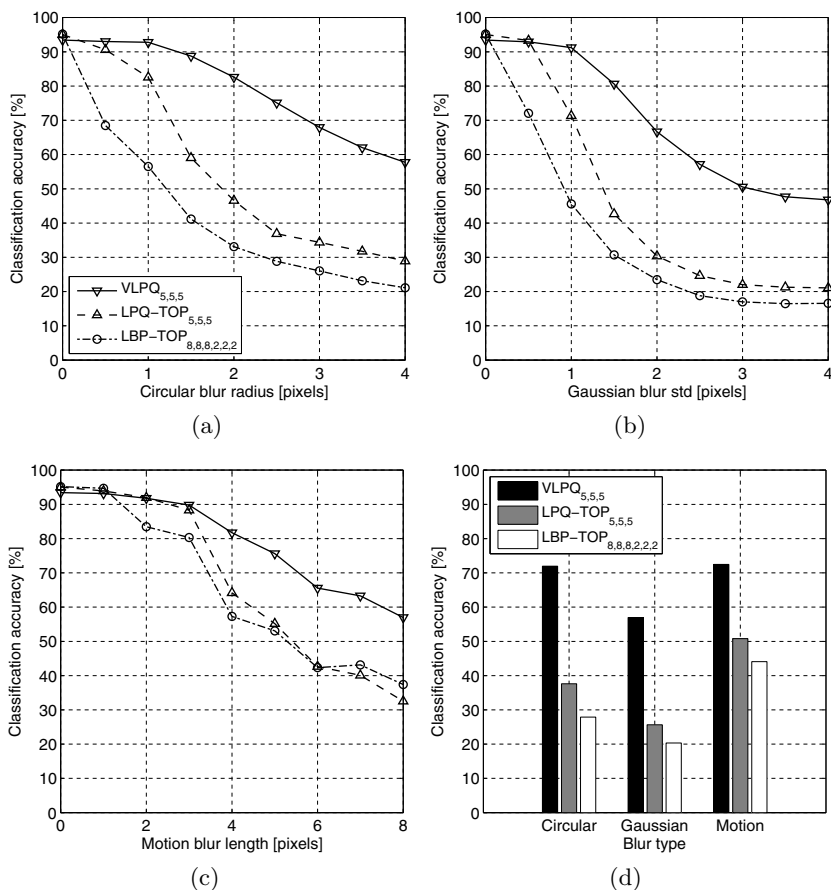 100
90
80
70
60
50
40
30
20
10
0
Classification accuracy [%]
VLPQ5,5,5
LPQ−TOP5,5,5
LBP−TOP8,8,8,2,2,2
0 1 2 3 4
Circular blur radius [pixels]
(a)
100
90
80
70
60
50
40
30
20
10
0
Classification accuracy [%]
0 1 2 3 4
Gaussian blur std [pixels]
(b)
100
90
80
70
60
50
40
30
20
10
0
Classification accuracy [%]
0 2 4 6 8
Motion blur length [pixels]
(c)
100
90
80
70
60
50
40
30
20
10
0
Classification accuracy [%]
VLPQ5,5,5
LPQ−TOP5,5,5
LBP−TOP8,8,8,2,2,2
Circular Gaussian Motion
Blur type
(d)